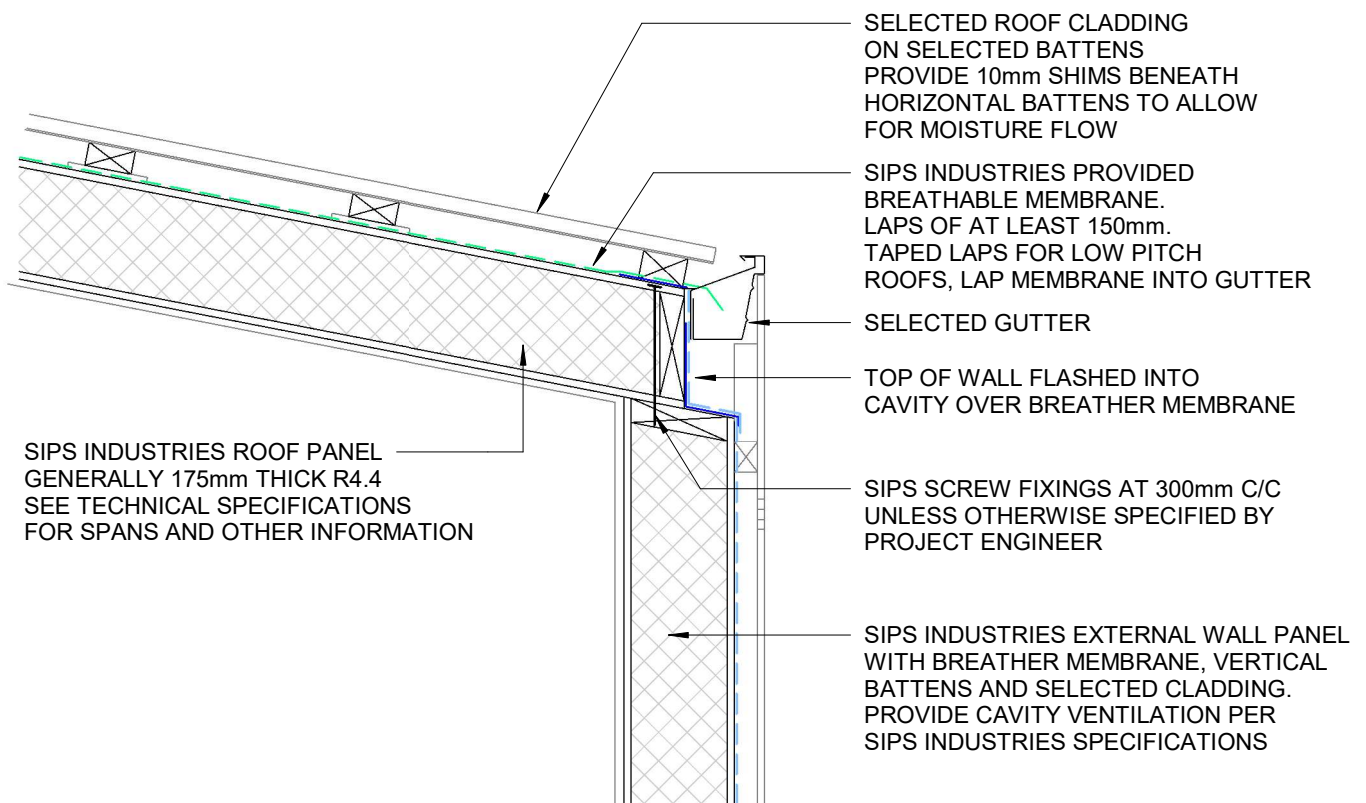 SELECTED ROOF CLADDING
ON SELECTED BATTENS
PROVIDE 10mm SHIMS BENEATH
HORIZONTAL BATTENS TO ALLOW
FOR MOISTURE FLOW
SIPS INDUSTRIES PROVIDED
BREATHABLE MEMBRANE.
LAPS OF AT LEAST 150mm.
TAPED LAPS FOR LOW PITCH
ROOFS, LAP MEMBRANE INTO GUTTER
SELECTED GUTTER
TOP OF WALL FLASHED INTO
CAVITY OVER BREATHER MEMBRANE
SIPS INDUSTRIES ROOF PANEL
GENERALLY 175mm THICK R4.4
SEE TECHNICAL SPECIFICATIONS
FOR SPANS AND OTHER INFORMATION
SIPS SCREW FIXINGS AT 300mm C/C
UNLESS OTHERWISE SPECIFIED BY
PROJECT ENGINEER
SIPS INDUSTRIES EXTERNAL WALL PANEL
WITH BREATHER MEMBRANE, VERTICAL
BATTENS AND SELECTED CLADDING.
PROVIDE CAVITY VENTILATION PER
SIPS INDUSTRIES SPECIFICATIONS